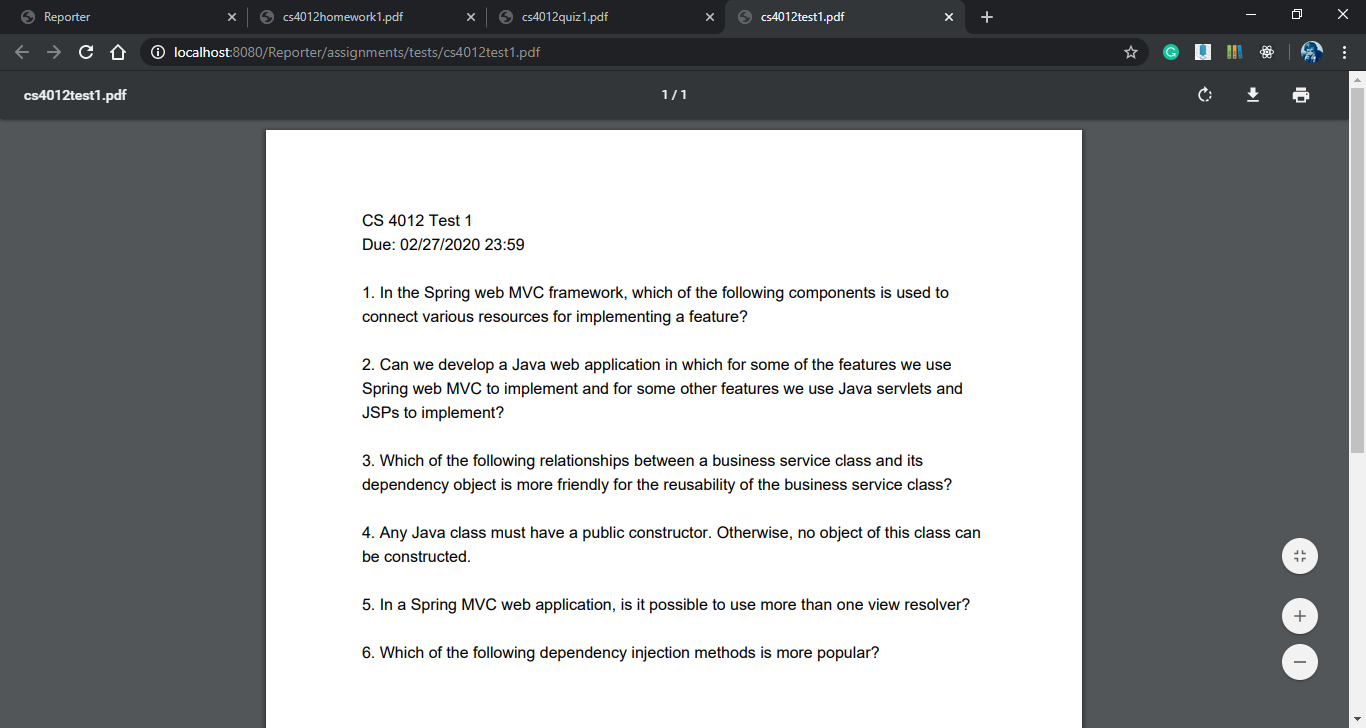 Reporter
cs4012homework1.pdf
cs4012quiz1.pdf
cs4012test1.pdf
localhost:8080/Reporter/assignments/tests/cs4012test1.pdf
cs4012test1.pdf
1 / 1
CS 4012 Test 1
Due: 02/27/2020 23:59
1. In the Spring web MVC framework, which of the following components is used to
connect various resources for implementing a feature?
2. Can we develop a Java web application in which for some of the features we use
Spring web MVC to implement and for some other features we use Java servlets and
JSPs to implement?
3. Which of the following relationships between a business service class and its
dependency object is more friendly for the reusability of the business service class?
4. Any Java class must have a public constructor. Otherwise, no object of this class can
be constructed.
5. In a Spring MVC web application, is it possible to use more than one view resolver?
6. Which of the following dependency injection methods is more popular?